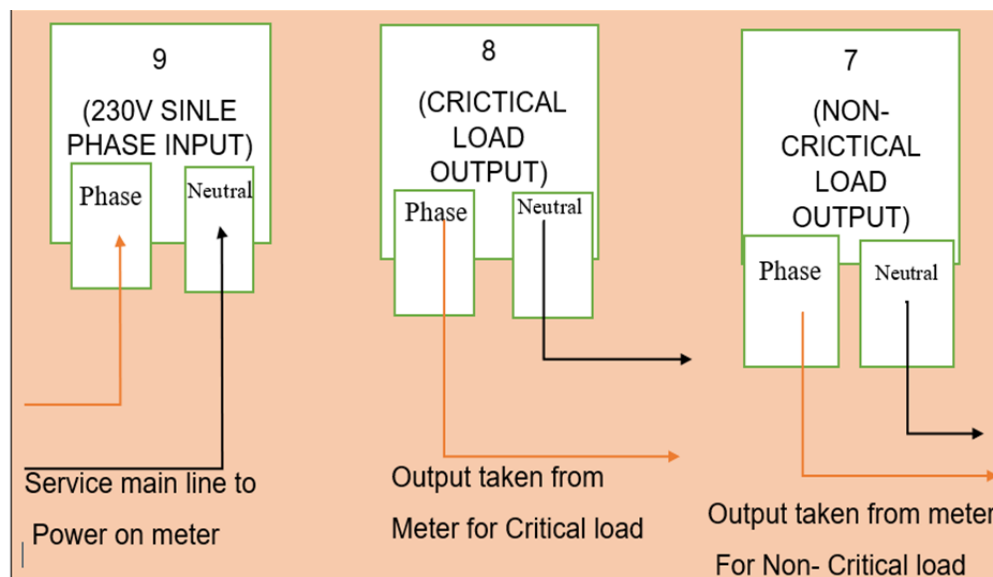 9
(230V SINLE
PHASE INPUT)
Phase
Neutral
Service main line to
Power on meter
8
(CRICTICAL
LOAD
OUTPUT)
Phase
Neutral
Output taken from
Meter for Critical load
7
(NON-
CRICTICAL
LOAD
OUTPUT)
Phase
Neutral
Output taken from meter
For Non- Critical load